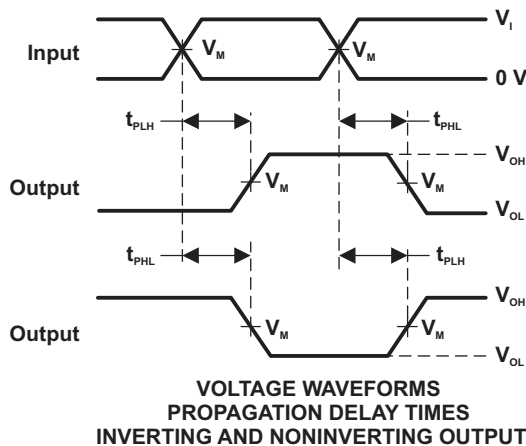 V_I
Input
V_M
V_M
0 V
t_PLH
t_PHL
V_OH
Output
V_M
V_M
V_OL
t_PHL
t_PLH
V_OH
Output
V_M
V_M
V_OL
VOLTAGE WAVEFORMS
PROPAGATION DELAY TIMES
INVERTING AND NONINVERTING OUTPUT